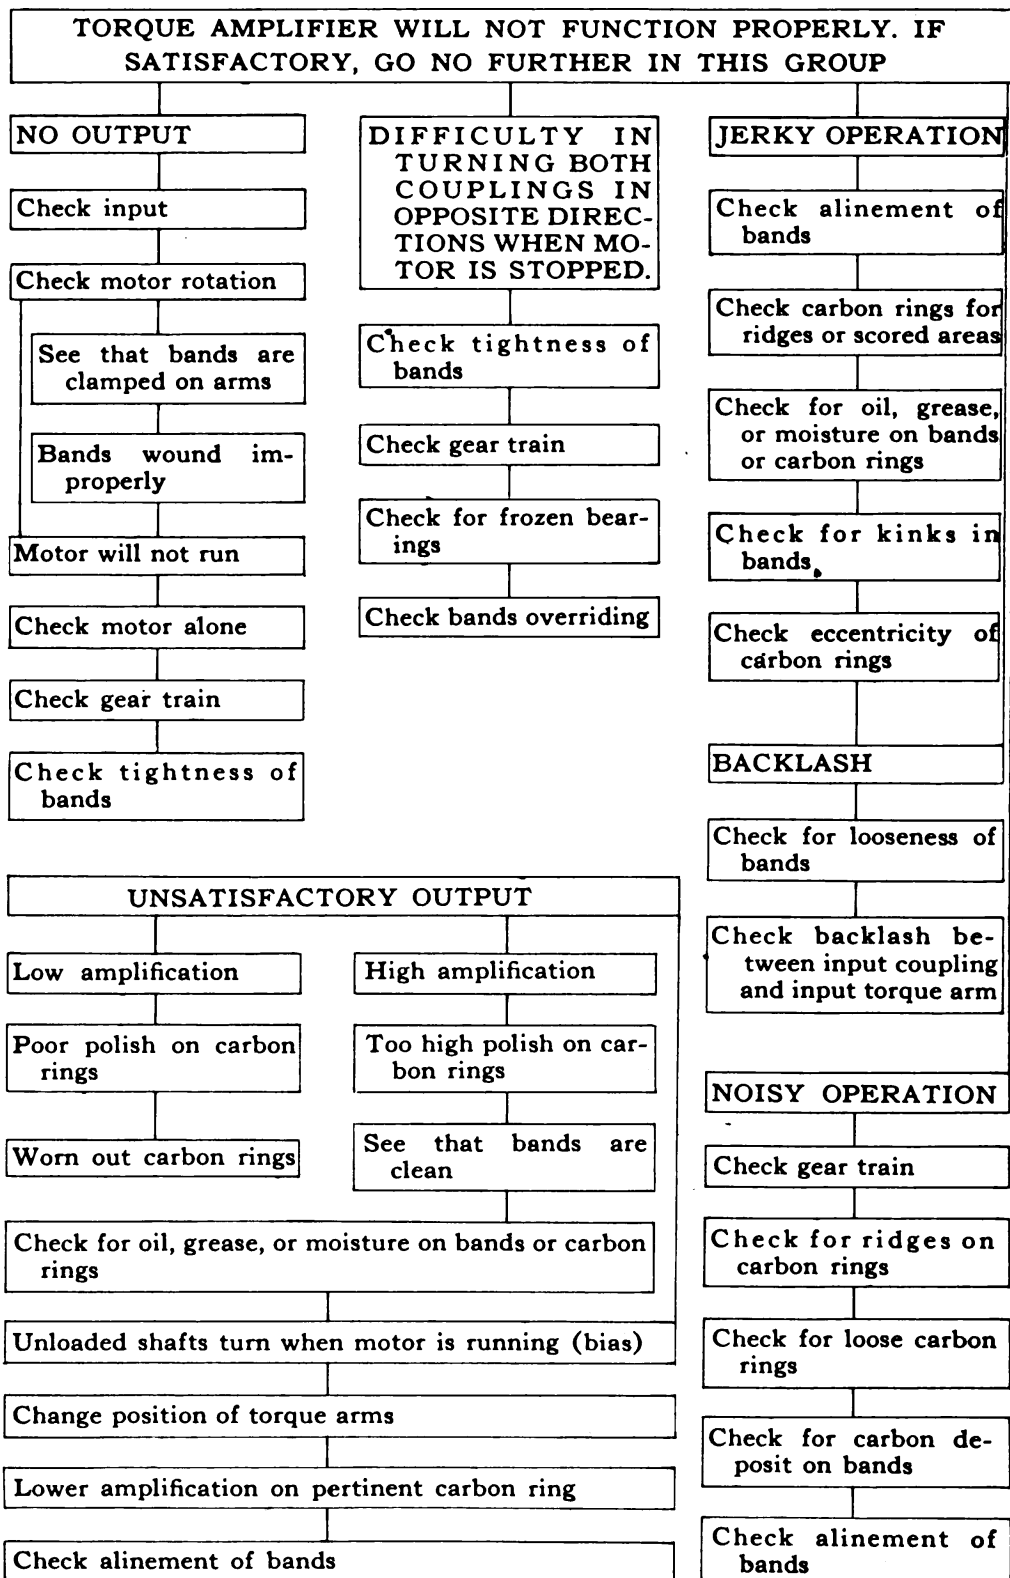 TORQUE AMPLIFIER WILL NOT FUNCTION PROPERLY. IF
SATISFACTORY, GO NO FURTHER IN THIS GROUP
NO OUTPUT
Check input
Check motor rotation
See that bands are
clamped on arms
Bands wound im-
properly
Motor will not run
Check motor alone
Check gear train
Check tightness of
bands
DIFFICULTY IN
TURNING BOTH
COUPLINGS IN
OPPOSITE DIREC-
TIONS WHEN MO-
TOR IS STOPPED.
Check tightness of
bands
Check gear train
Check for frozen bear-
ings
Check bands overriding
JERKY OPERATION
Check alinement of
bands
Check carbon rings for
ridges or scored areas
Check for oil, grease,
or moisture on bands
or carbon rings
Check for kinks in
bands.
Check eccentricity of
carbon rings
BACKLASH
Check for looseness of
bands
Check backlash be-
tween input coupling
and input torque arm
UNSATISFACTORY OUTPUT
Low amplification
Poor polish on carbon
rings
Worn out carbon rings
High amplification
Too high polish on car-
bon rings
See that bands are
clean
Check for oil, grease, or moisture on bands or carbon
rings
Unloaded shafts turn when motor is running (bias)
Change position of torque arms
Lower amplification on pertinent carbon ring
Check alinement of bands
NOISY OPERATION
Check gear train
Check for ridges on
carbon rings
Check for loose carbon
rings
Check for carbon de-
posit on bands
Check alinement of
bands